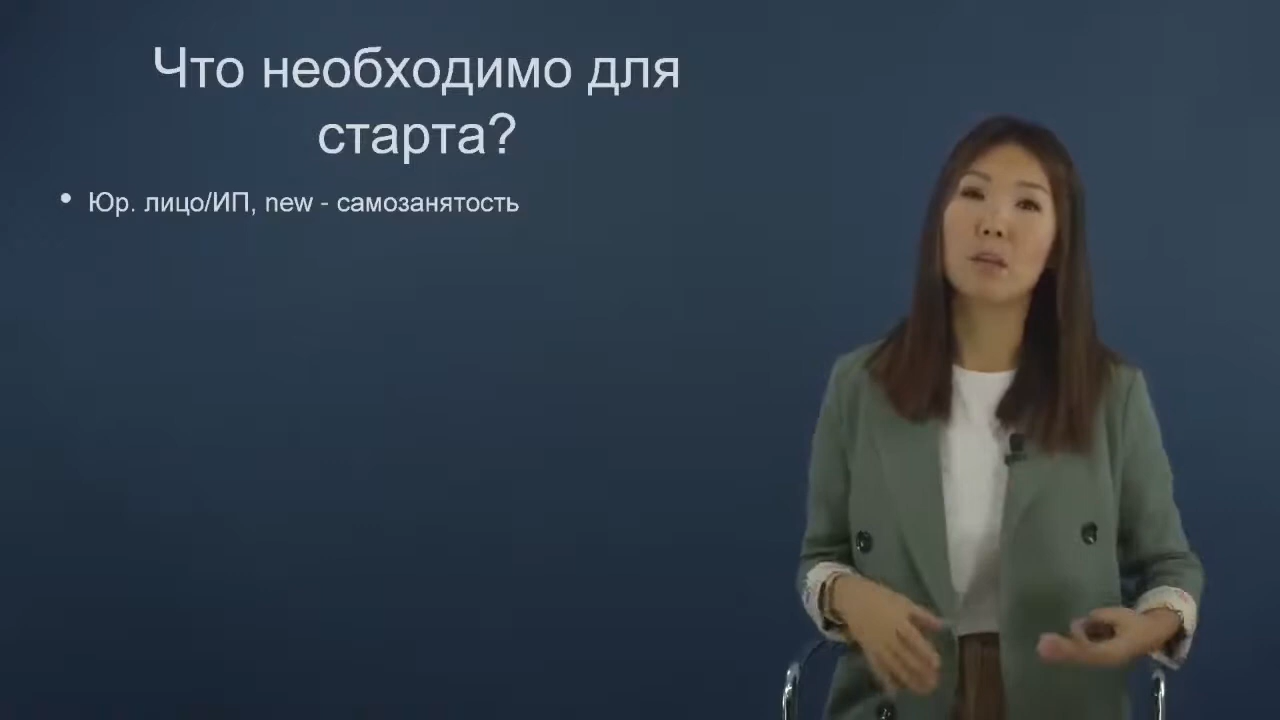 Что необходимо для
старта?
• Юр. лицо/ИП, new - самозанятость